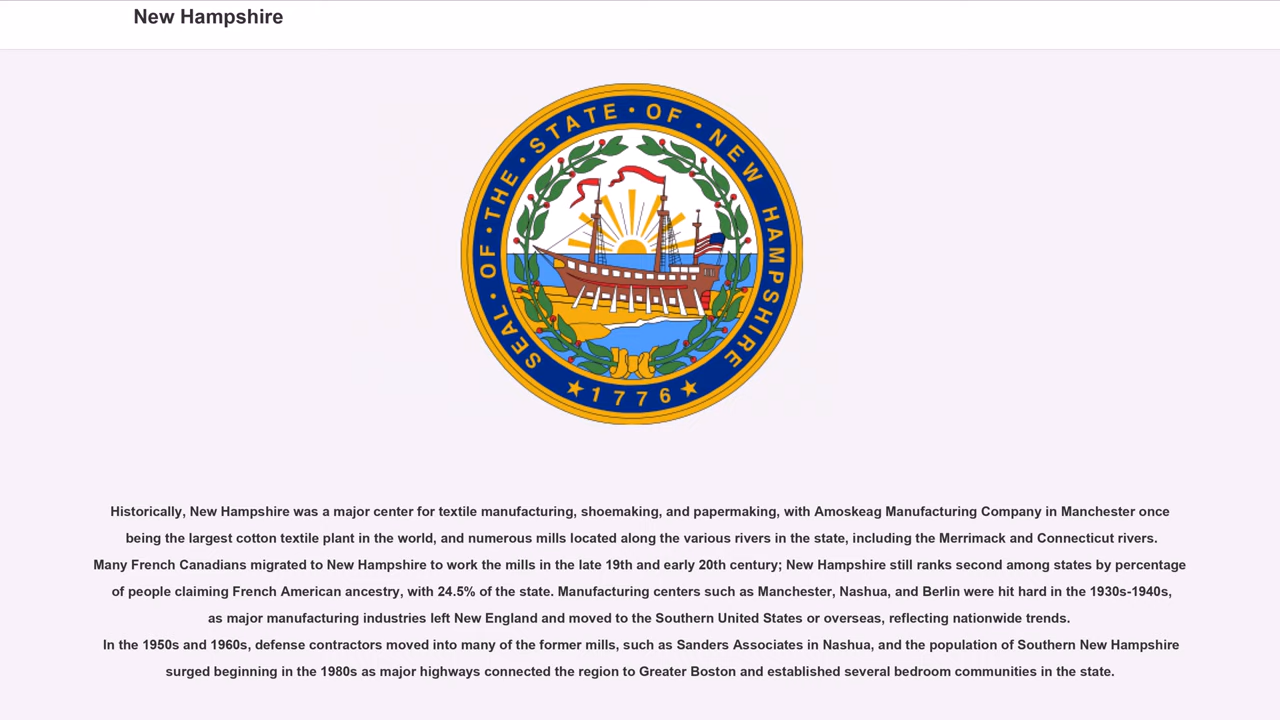 New Hampshire
SEAL · OF · THE · STATE · OF · NEW HAMPSHIRE
1776
Historically, New Hampshire was a major center for textile manufacturing, shoemaking, and papermaking, with Amoskeag Manufacturing Company in Manchester once
being the largest cotton textile plant in the world, and numerous mills located along the various rivers in the state, including the Merrimack and Connecticut rivers.
Many French Canadians migrated to New Hampshire to work the mills in the late 19th and early 20th century; New Hampshire still ranks second among states by percentage
of people claiming French American ancestry, with 24.5% of the state. Manufacturing centers such as Manchester, Nashua, and Berlin were hit hard in the 1930s-1940s,
as major manufacturing industries left New England and moved to the Southern United States or overseas, reflecting nationwide trends.
In the 1950s and 1960s, defense contractors moved into many of the former mills, such as Sanders Associates in Nashua, and the population of Southern New Hampshire
surged beginning in the 1980s as major highways connected the region to Greater Boston and established several bedroom communities in the state.